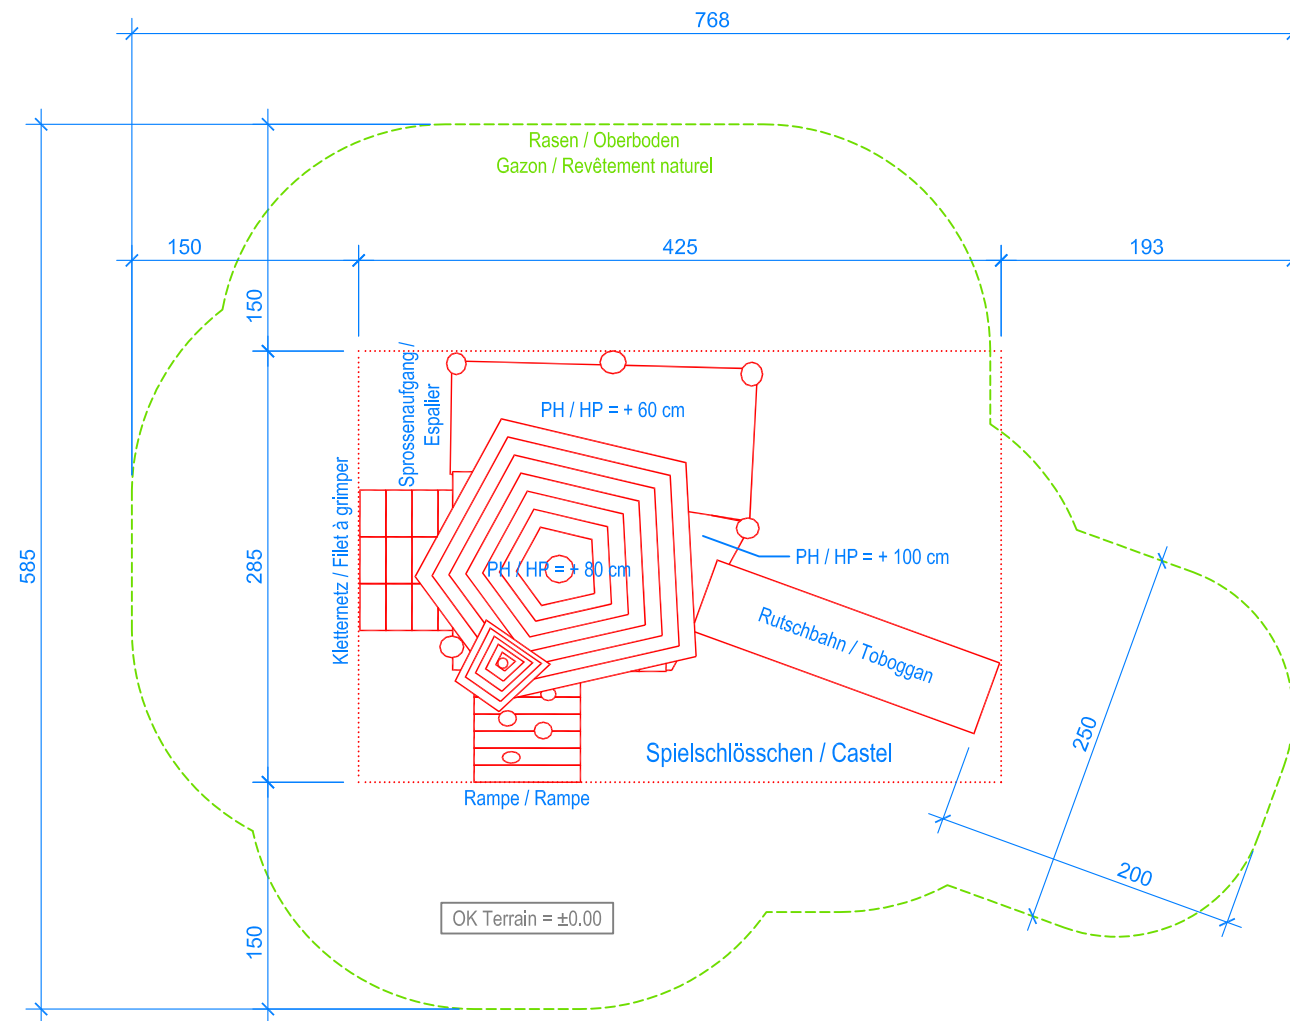 768
Rasen / Oberboden
Gazon / Revêtement naturel
150
425
193
150
Sprossenaufgang /
Espalier
PH / HP = + 60 cm
Kletternetz / Filet à grimper
585
285
PH / HP = + 80 cm
PH / HP = + 100 cm
Rutschbahn / Toboggan
250
Spielschlösschen / Castel
Rampe / Rampe
200
OK Terrain = ±0.00
150